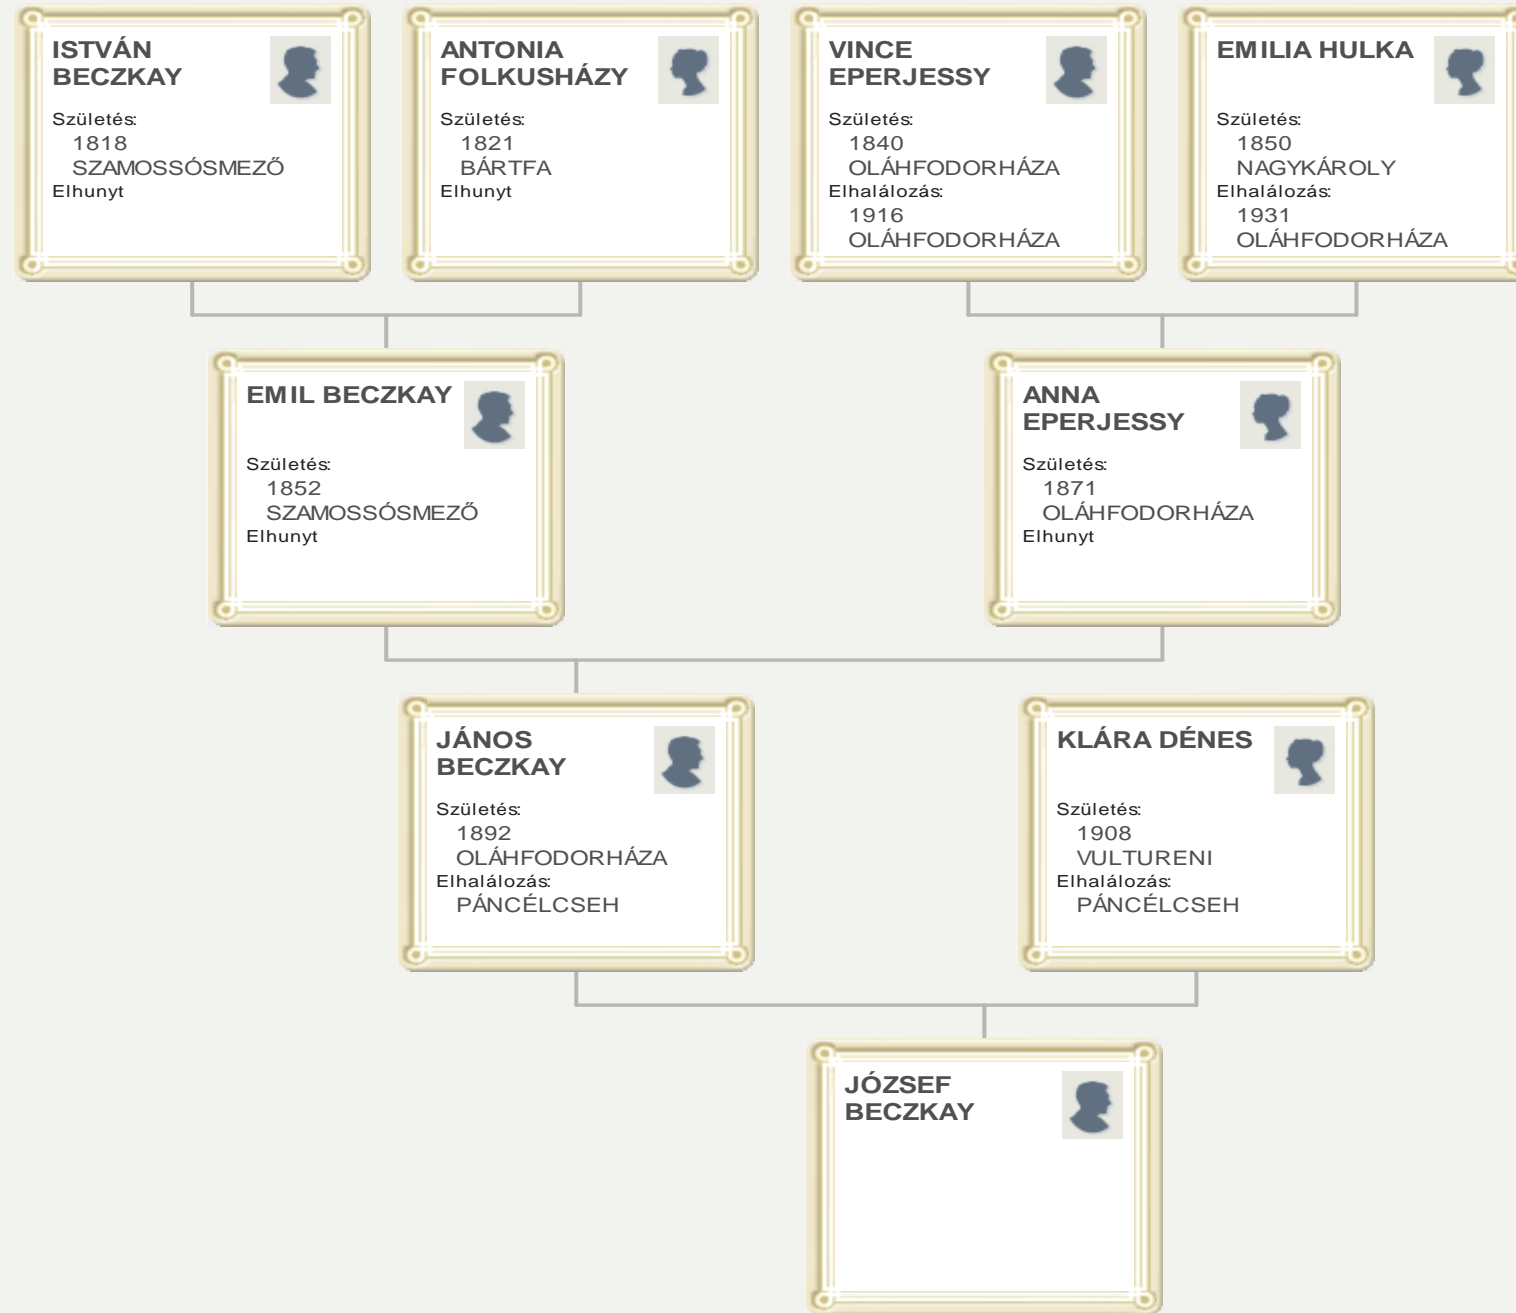 ISTVÁN
BECZKAY
Születés:
1818
SZAMOSSÓSMEZŐ
Elhunyt
ANTONIA
FOLKUSHÁZY
Születés:
1821
BÁRTFA
Elhunyt
VINCE
EPERJESSY
Születés:
1840
OLÁHFODORHÁZA
Elhalálozás:
1916
OLÁHFODORHÁZA
EMILIA HULKA
Születés:
1850
NAGYKÁROLY
Elhalálozás:
1931
OLÁHFODORHÁZA
EMIL BECZKAY
Születés:
1852
SZAMOSSÓSMEZŐ
Elhunyt
ANNA
EPERJESSY
Születés:
1871
OLÁHFODORHÁZA
Elhunyt
JÁNOS
BECZKAY
Születés:
1892
OLÁHFODORHÁZA
Elhalálozás:
PÁNCÉLCSEH
KLÁRA DÉNES
Születés:
1908
VULTURENI
Elhalálozás:
PÁNCÉLCSEH
JÓZSEF
BECZKAY